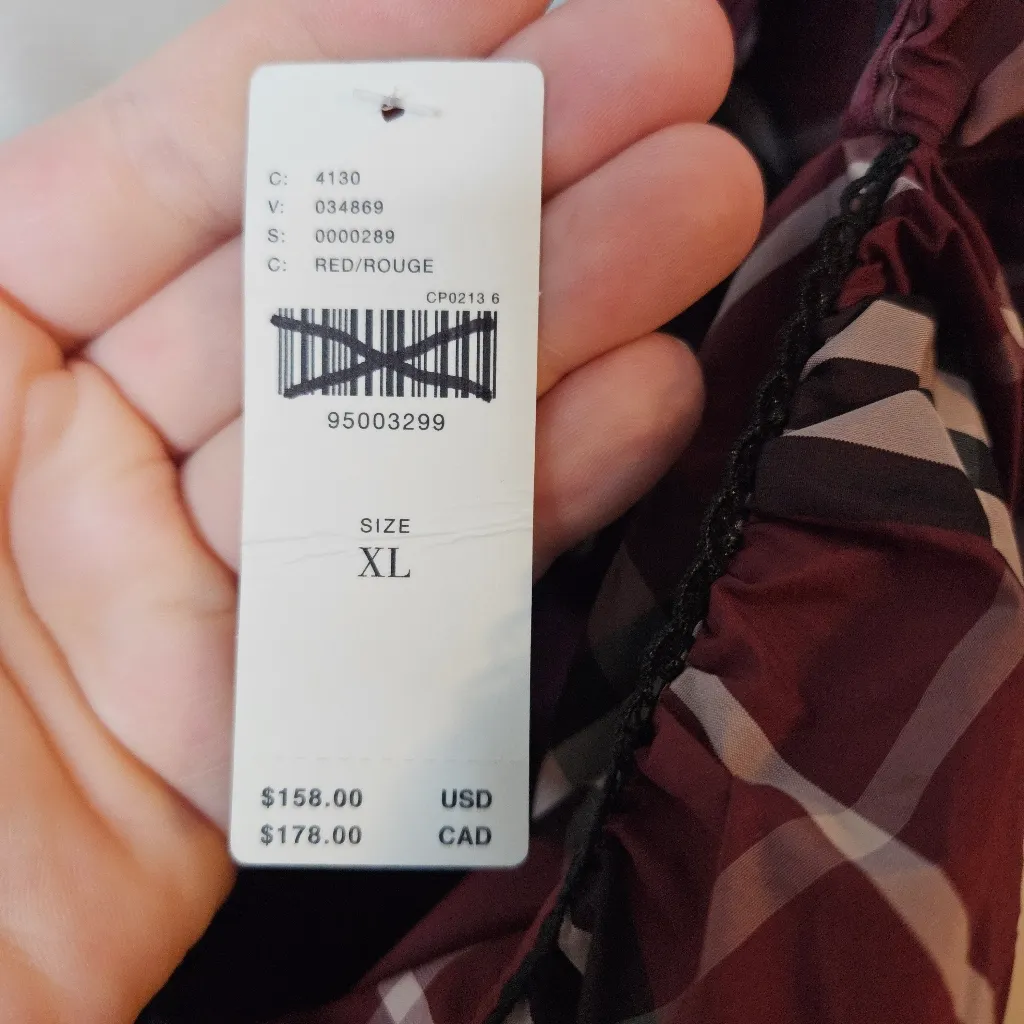 C: 4130
V: 034869
S: 0000289
C: RED/ROUGE
CP0213 6
95003299
SIZE
XL
$158.00 USD
$178.00 CAD